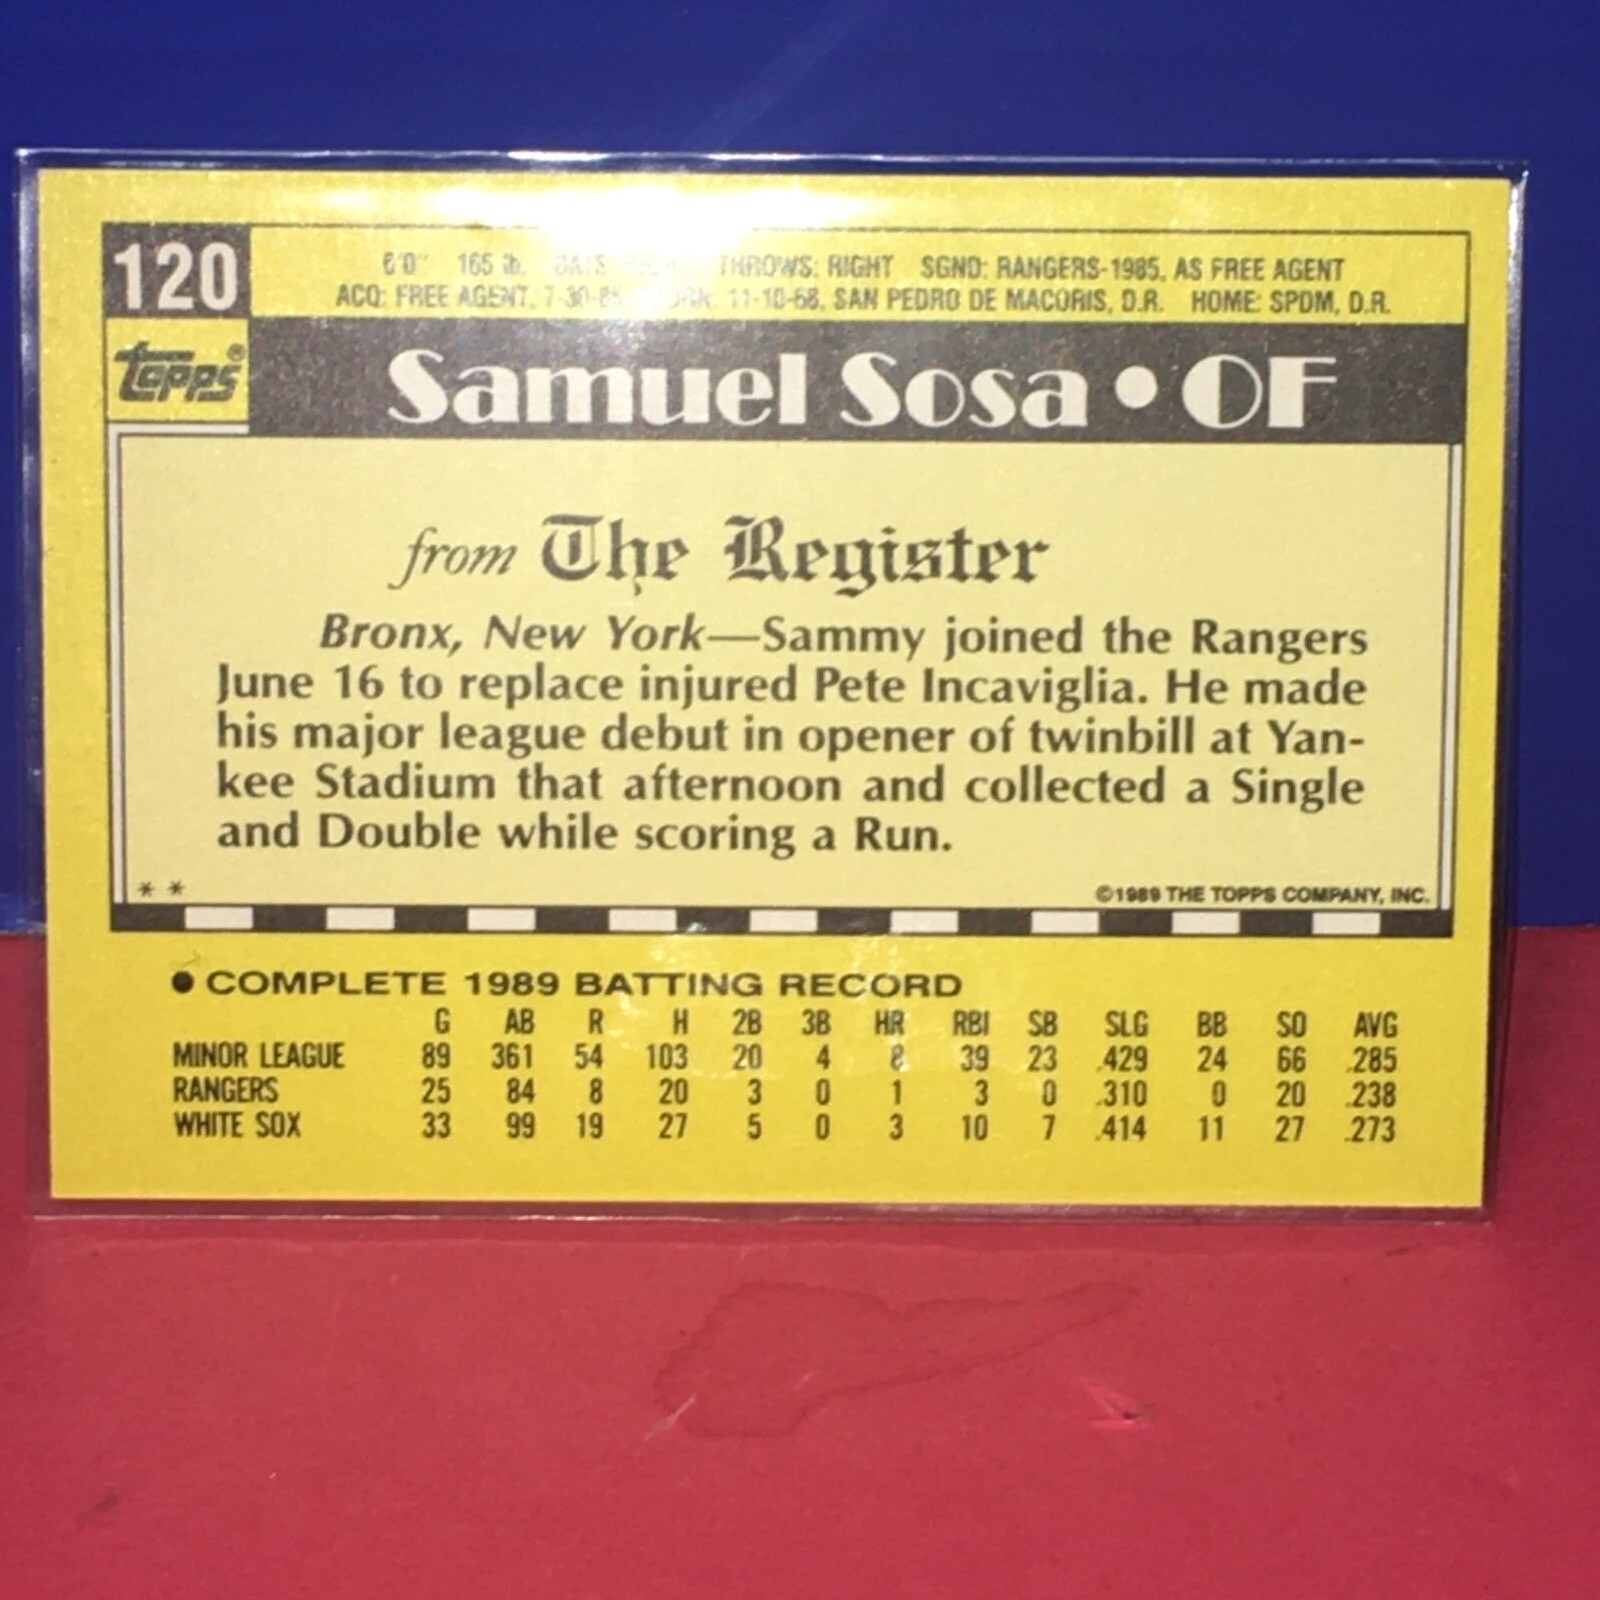 120
6'0" 165 lb. THROWS: RIGHT SGND: RANGERS-1985, AS FREE AGENT
ACQ: FREE AGENT, 11-10-68, SAN PEDRO DE MACORIS, D.R. HOME: SPDM, D.R.
topps®
Samuel Sosa • OF
from The Register
Bronx, New York—Sammy joined the Rangers
June 16 to replace injured Pete Incaviglia. He made
his major league debut in opener of twinbill at Yan-
kee Stadium that afternoon and collected a Single
and Double while scoring a Run.
** ©1989 THE TOPPS COMPANY, INC.
● COMPLETE 1989 BATTING RECORD
G AB R H 2B 3B HR RBI SB SLG BB SO AVG
MINOR LEAGUE 89 361 54 103 20 4 8 39 23 .429 24 66 .285
RANGERS 25 84 8 20 3 0 1 3 0 .310 0 20 .238
WHITE SOX 33 99 19 27 5 0 3 10 7 .414 11 27 .273